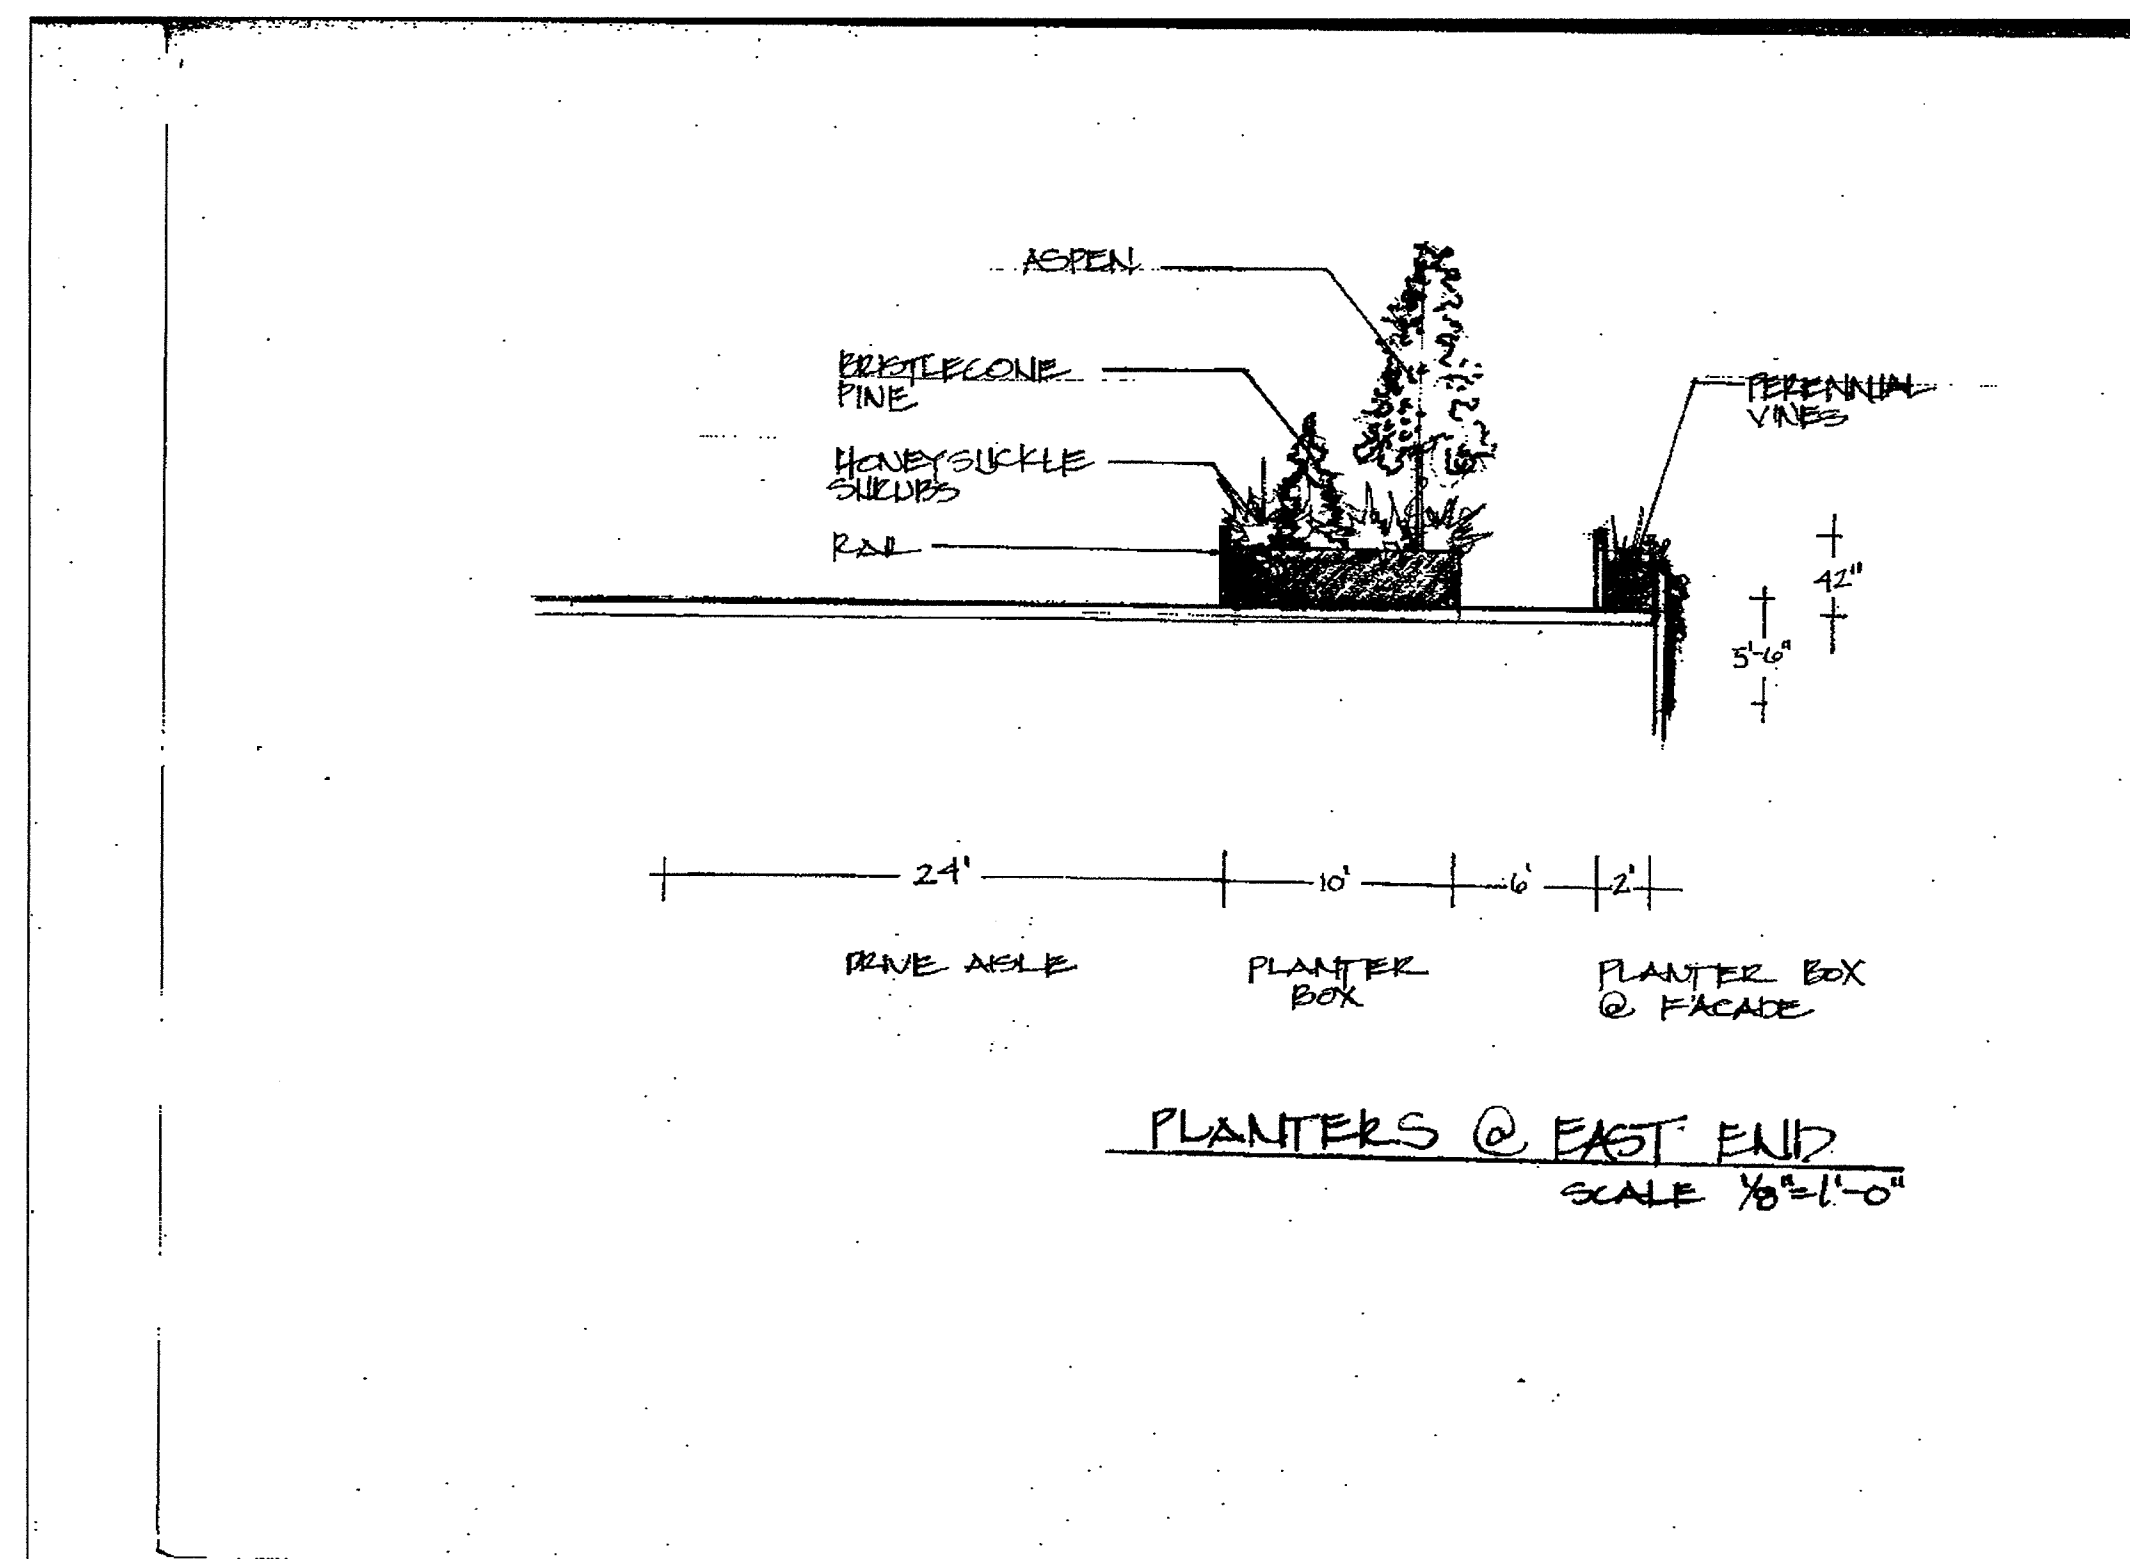 ASPEN
BRISTLECONE
PINE
PERENNIAL
VINES
HONEYSUCKLE
SHRUBS
RAIL
42"
5'-6"
24'
10'
6'
2'
DRIVE AISLE
PLANTER
BOX
PLANTER BOX
@ FACADE
PLANTERS @ EAST END
SCALE 1/8"=1'-0"